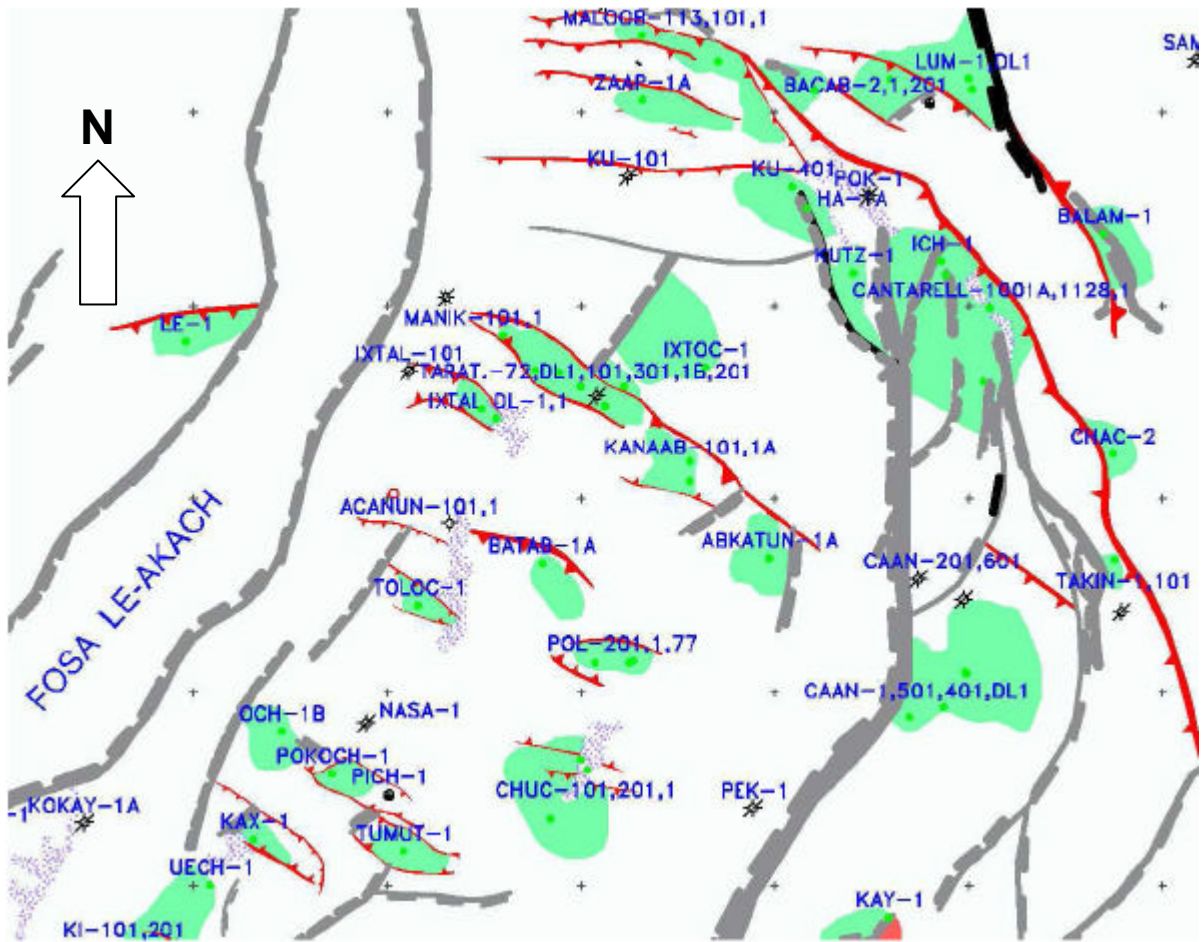 MALOOB-113,101,1
SAM
LUM-1,DL1
ZAAP-1A
BACAB-2,1,201
N
KU-101
KU-401
POK-1
HA-1A
BALAM-1
ICH-1
KUTZ-1
CANTARELL-1001A,1128,1
LE-1
MANIK-101,1
IXTAL-101
IXTOC-1
TARAT.-72,DL1,101,301,1B,201
IXTAL DL-1,1
KANAAB-101,1A
CHAC-2
FOSA LE-AKACH
ACANUN-101,1
BATAB-1A
ABKATUN-1A
CAAN-201,601
TAKIN-1,101
TOLOC-1
POL-201,1,77
CAAN-1,501,401,DL1
OCH-1B
NASA-1
POKOCH-1
PICH-1
CHUC-101,201,1
PEK-1
-1
KOKAY-1A
KAX-1
TUMUT-1
UECH-1
KAY-1
KI-101,201